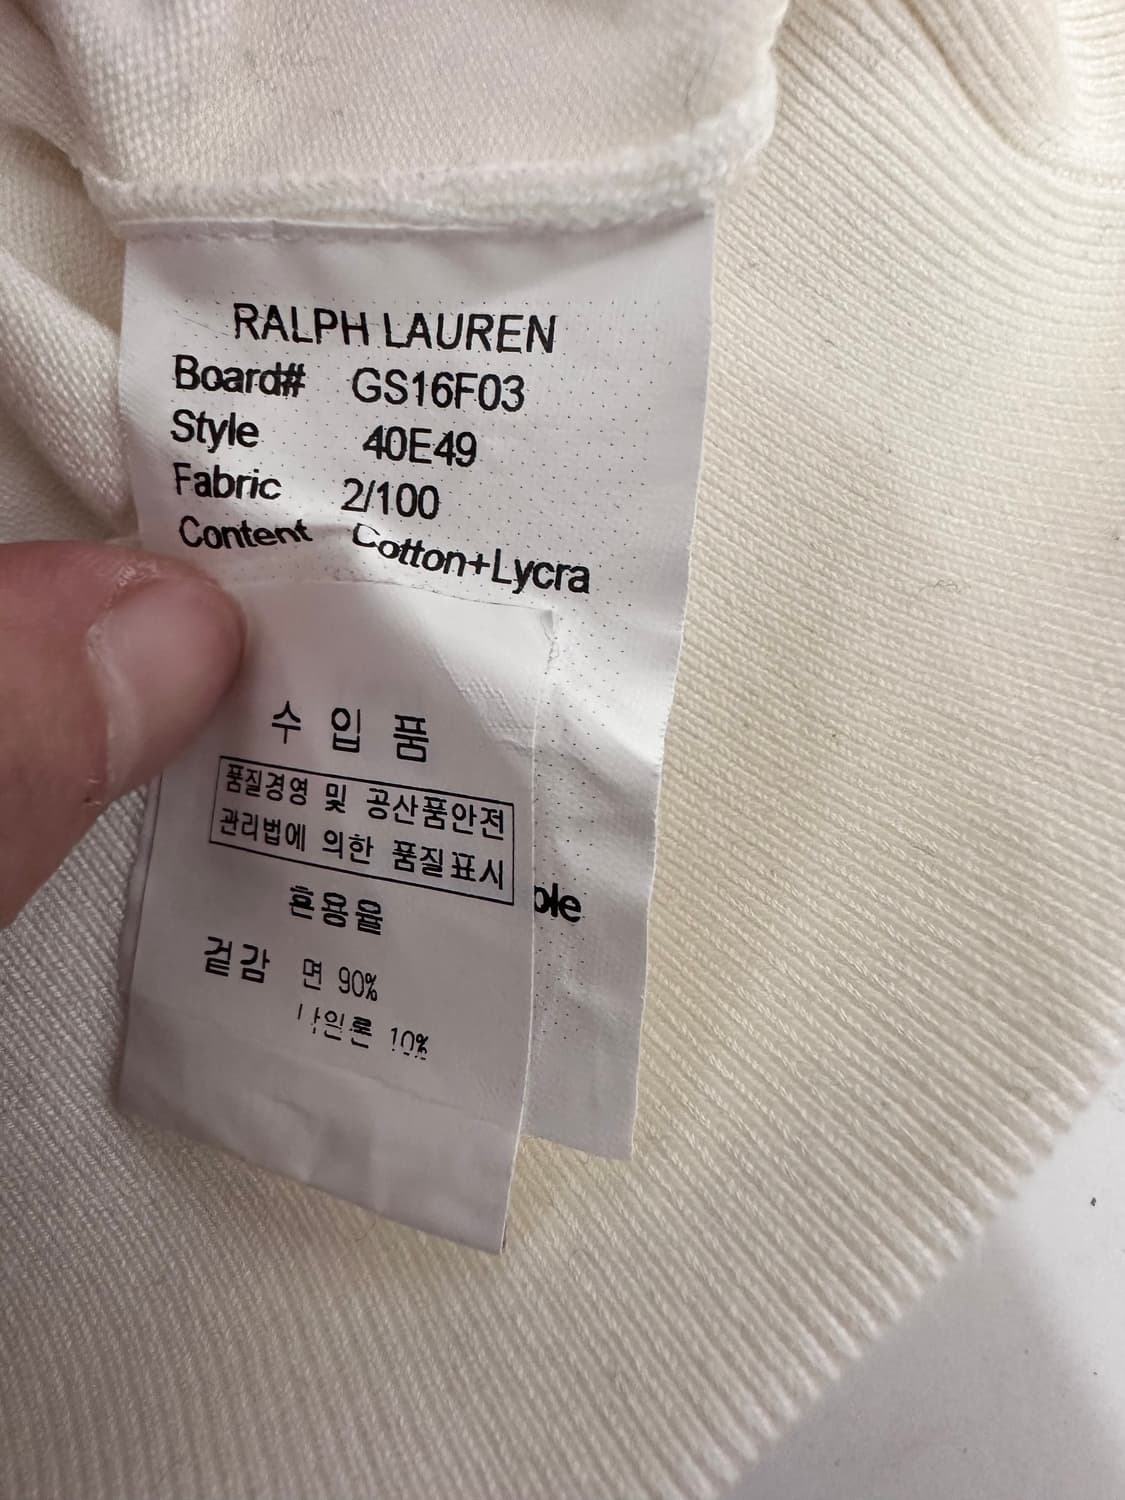 RALPH LAUREN
Board# GS16F03
Style 40E49
Fabric 2/100
Content Cotton+Lycra
수입품
품질경영 및 공산품안전
관리법에 의한 품질표시
ple
혼용율
겉감 면 90%
나일론 10%